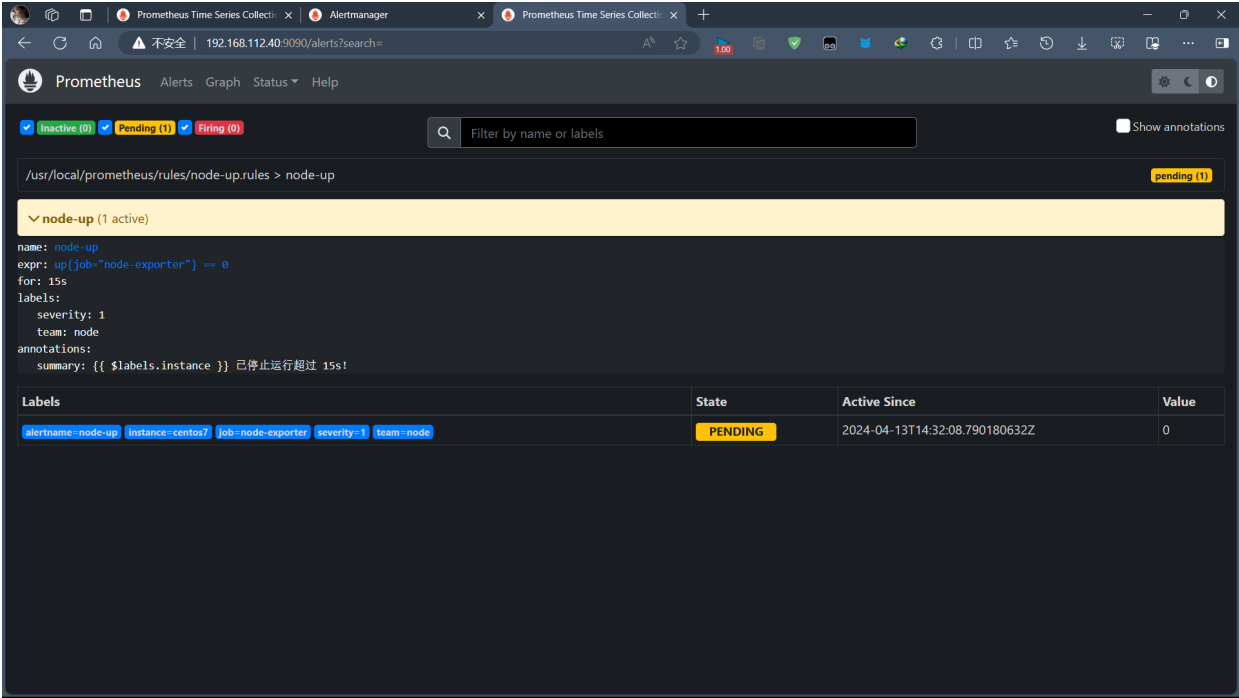 Prometheus Time Series Collectic
Alertmanager
Prometheus Time Series Collectic
不安全 192.168.112.40:9090/alerts?search=
1.00
Prometheus Alerts Graph Status Help
Inactive (0) Pending (1) Firing (0)
Filter by name or labels
Show annotations
/usr/local/prometheus/rules/node-up.rules > node-up
pending (1)
node-up (1 active)
name: node-up
expr: up{job="node-exporter"} == 0
for: 15s
labels:
severity: 1
team: node
annotations:
summary: {{ $labels.instance }} 已停止运行超过 15s!
Labels State Active Since Value
alertname=node-up instance=centos7 job=node-exporter severity=1 team=node PENDING 2024-04-13T14:32:08.790180632Z 0